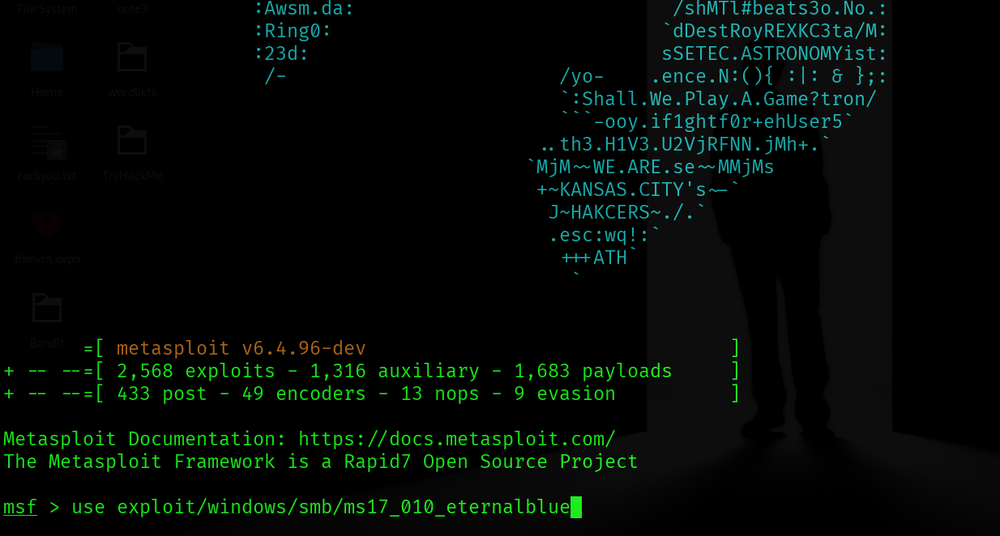 File System note3
:Awsm.da: /shMTl#beats3o.No.:
:Ring0: `dDestRoyREXKC3ta/M:
:23d: sSETEC.ASTRONOMYist:
/- /yo- .ence.N:(){ :|: & };:
Home wordlists
`:Shall.We.Play.A.Game?tron/
```-ooy.if1ghtf0r+ehUser5`
..th3.H1V3.U2VjRFNN.jMh+.`
`MjM~~WE.ARE.se~~MMjMs
rockyou.txt TryHackMe
+~KANSAS.CITY's~-`
J~HAKCERS~./.`
.esc:wq!:`
+++ATH`
thmvm.ovpn
`
Bandit
=[ metasploit v6.4.96-dev ]
+ -- --=[ 2,568 exploits - 1,316 auxiliary - 1,683 payloads ]
+ -- --=[ 433 post - 49 encoders - 13 nops - 9 evasion ]
Metasploit Documentation: https://docs.metasploit.com/
The Metasploit Framework is a Rapid7 Open Source Project
msf > use exploit/windows/smb/ms17_010_eternalblue